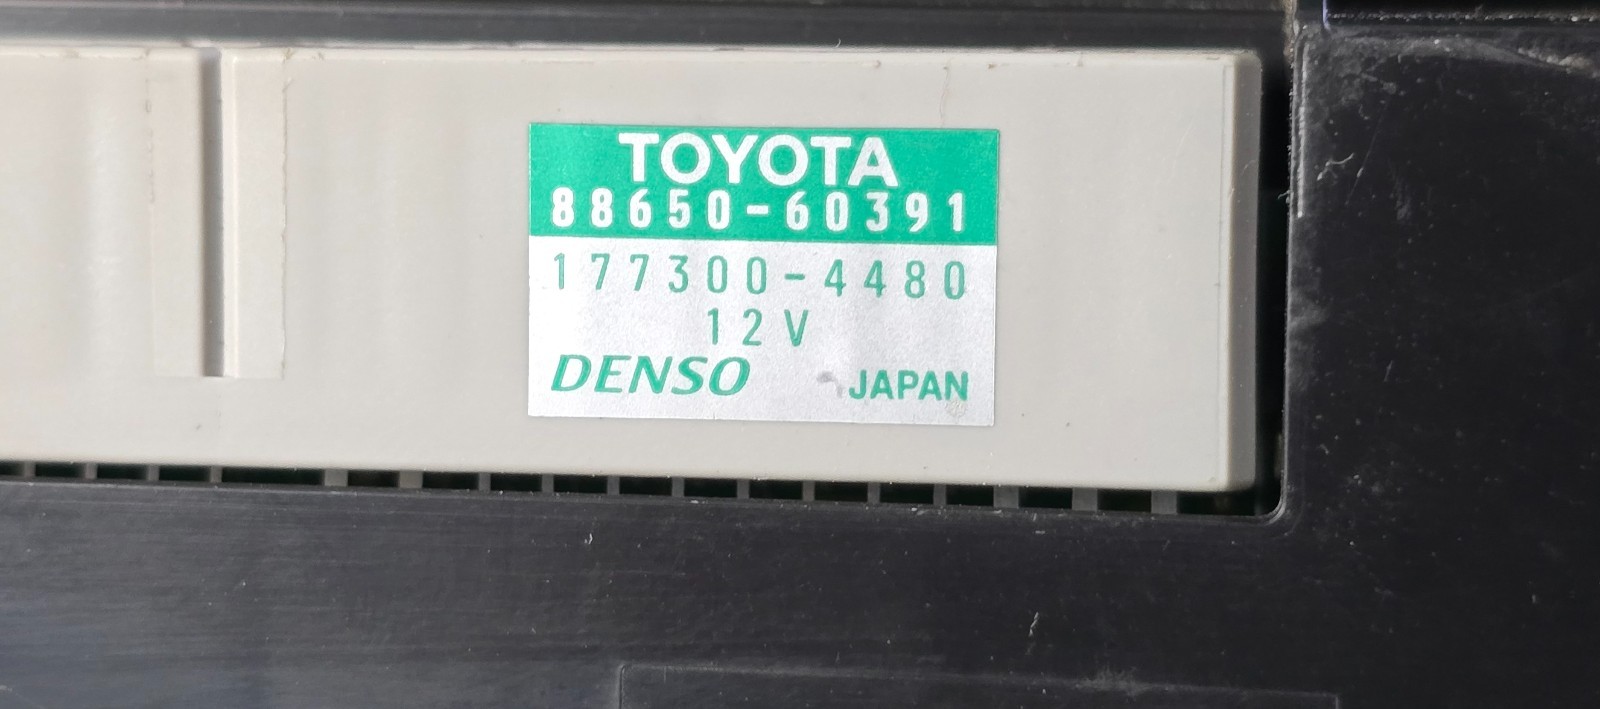 TOYOTA
88650-60391
177300-4480
12V
DENSO JAPAN